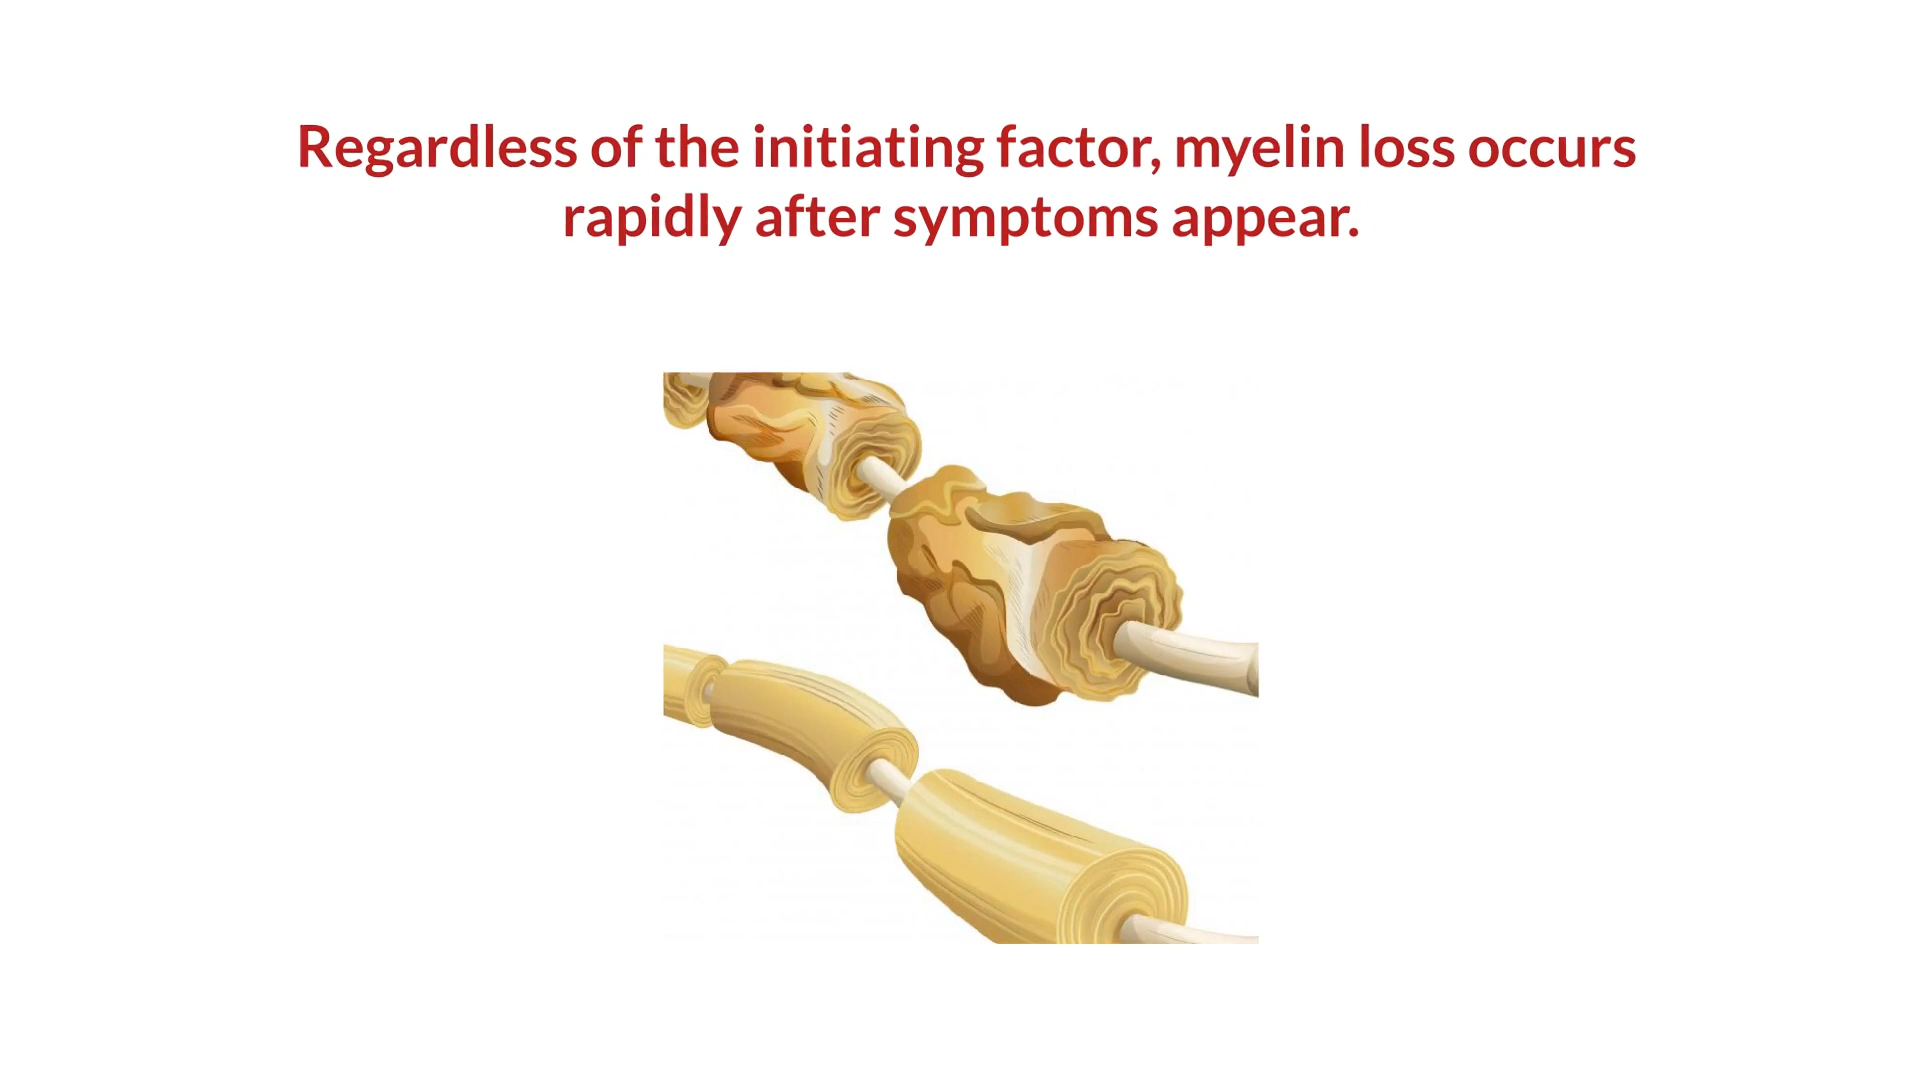 Regardless of the initiating factor, myelin loss occurs
rapidly after symptoms appear.